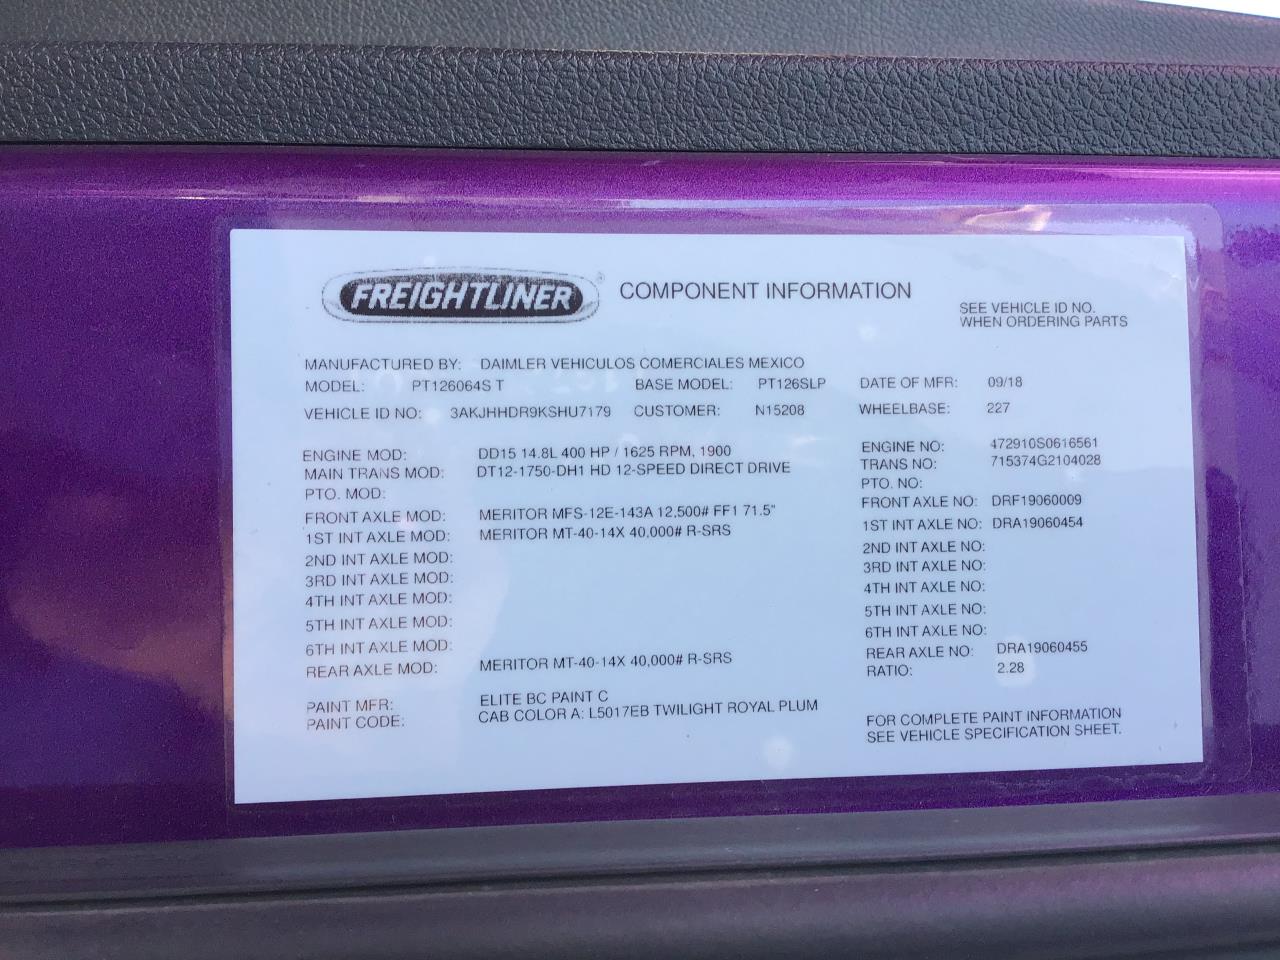 FREIGHTLINER® COMPONENT INFORMATION
SEE VEHICLE ID NO.
WHEN ORDERING PARTS
MANUFACTURED BY: DAIMLER VEHICULOS COMERCIALES MEXICO
MODEL: PT126064S T BASE MODEL: PT126SLP DATE OF MFR: 09/18
VEHICLE ID NO: 3AKJHHDR9KSHU7179 CUSTOMER: N15208 WHEELBASE: 227
ENGINE MOD: DD15 14.8L 400 HP / 1625 RPM, 1900 ENGINE NO: 472910S0616561
MAIN TRANS MOD: DT12-1750-DH1 HD 12-SPEED DIRECT DRIVE TRANS NO: 715374G2104028
PTO. MOD: PTO. NO:
FRONT AXLE MOD: MERITOR MFS-12E-143A 12,500# FF1 71.5" FRONT AXLE NO: DRF19060009
1ST INT AXLE MOD: MERITOR MT-40-14X 40,000# R-SRS 1ST INT AXLE NO: DRA19060454
2ND INT AXLE MOD: 2ND INT AXLE NO:
3RD INT AXLE MOD: 3RD INT AXLE NO:
4TH INT AXLE MOD: 4TH INT AXLE NO:
5TH INT AXLE MOD: 5TH INT AXLE NO:
6TH INT AXLE MOD: 6TH INT AXLE NO:
REAR AXLE MOD: MERITOR MT-40-14X 40,000# R-SRS REAR AXLE NO: DRA19060455
RATIO: 2.28
PAINT MFR: ELITE BC PAINT C
PAINT CODE: CAB COLOR A: L5017EB TWILIGHT ROYAL PLUM
FOR COMPLETE PAINT INFORMATION
SEE VEHICLE SPECIFICATION SHEET.